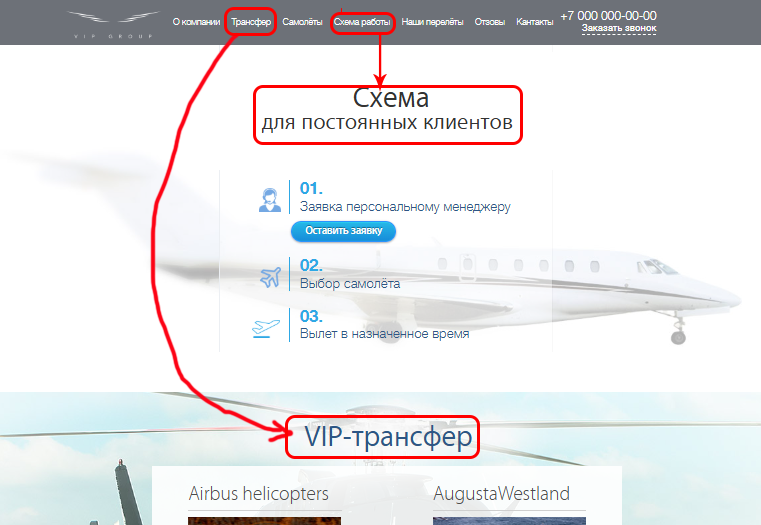 VIP GROUP
О компании Трансфер Самолёты Схема работы Наши перелёты Отзовы Кантакты +7 000 000-00-00
Заказать звонок
Схема
для постоянных клиентов
01.
Заявка персональному менеджеру
Оставить заявку
02.
Выбор самолёта
03.
Вылет в назначенное время
VIP-трансфер
Airbus helicopters AugustaWestland